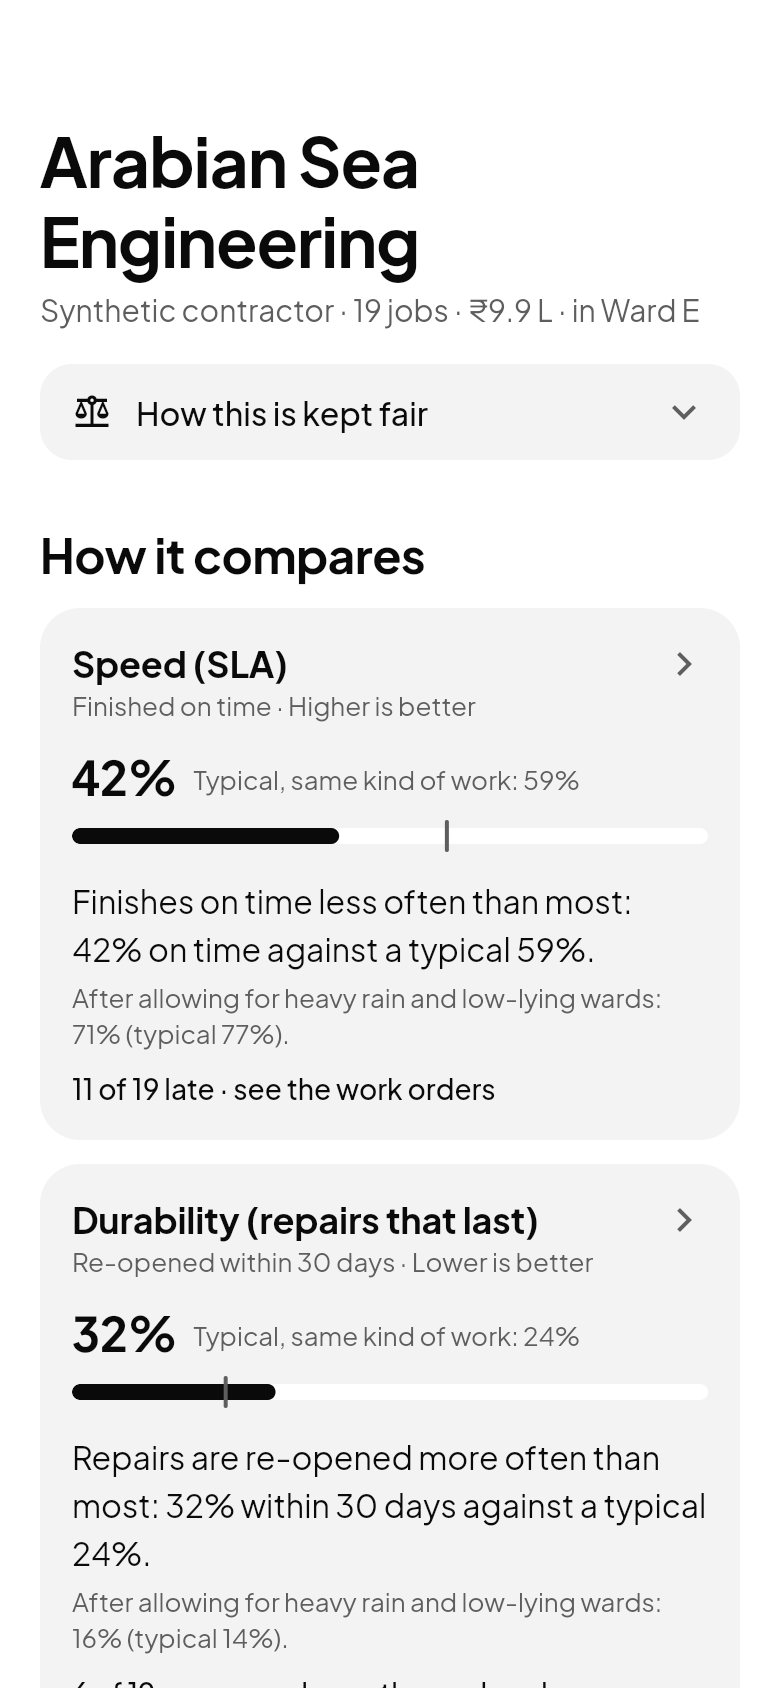 Arabian Sea
Engineering
Synthetic contractor · 19 jobs · ₹9.9 L · in Ward E
How this is kept fair
How it compares
Speed (SLA)
Finished on time · Higher is better
42% Typical, same kind of work: 59%
Finishes on time less often than most:
42% on time against a typical 59%.
After allowing for heavy rain and low-lying wards:
71% (typical 77%).
11 of 19 late · see the work orders
Durability (repairs that last)
Re-opened within 30 days · Lower is better
32% Typical, same kind of work: 24%
Repairs are re-opened more often than
most: 32% within 30 days against a typical
24%.
After allowing for heavy rain and low-lying wards:
16% (typical 14%).